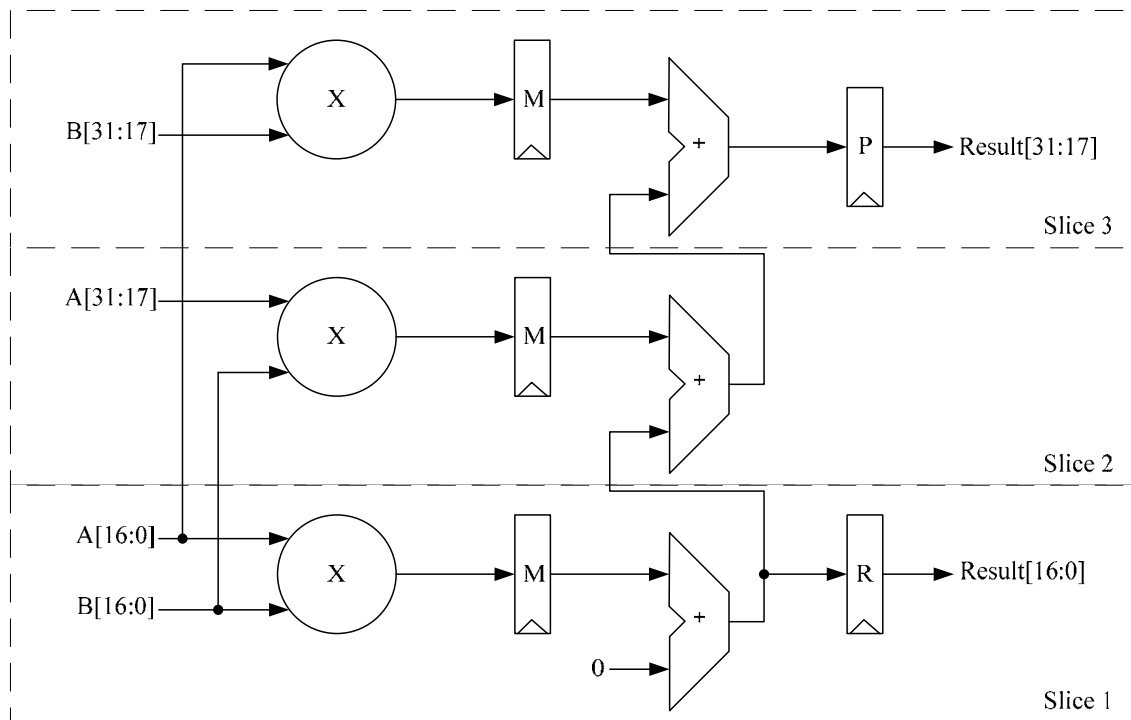 X
M
B[31:17]
+
P
Result[31:17]
Slice 3
A[31:17]
X
M
+
Slice 2
A[16:0]
X
M
R
Result[16:0]
B[16:0]
+
0
Slice 1